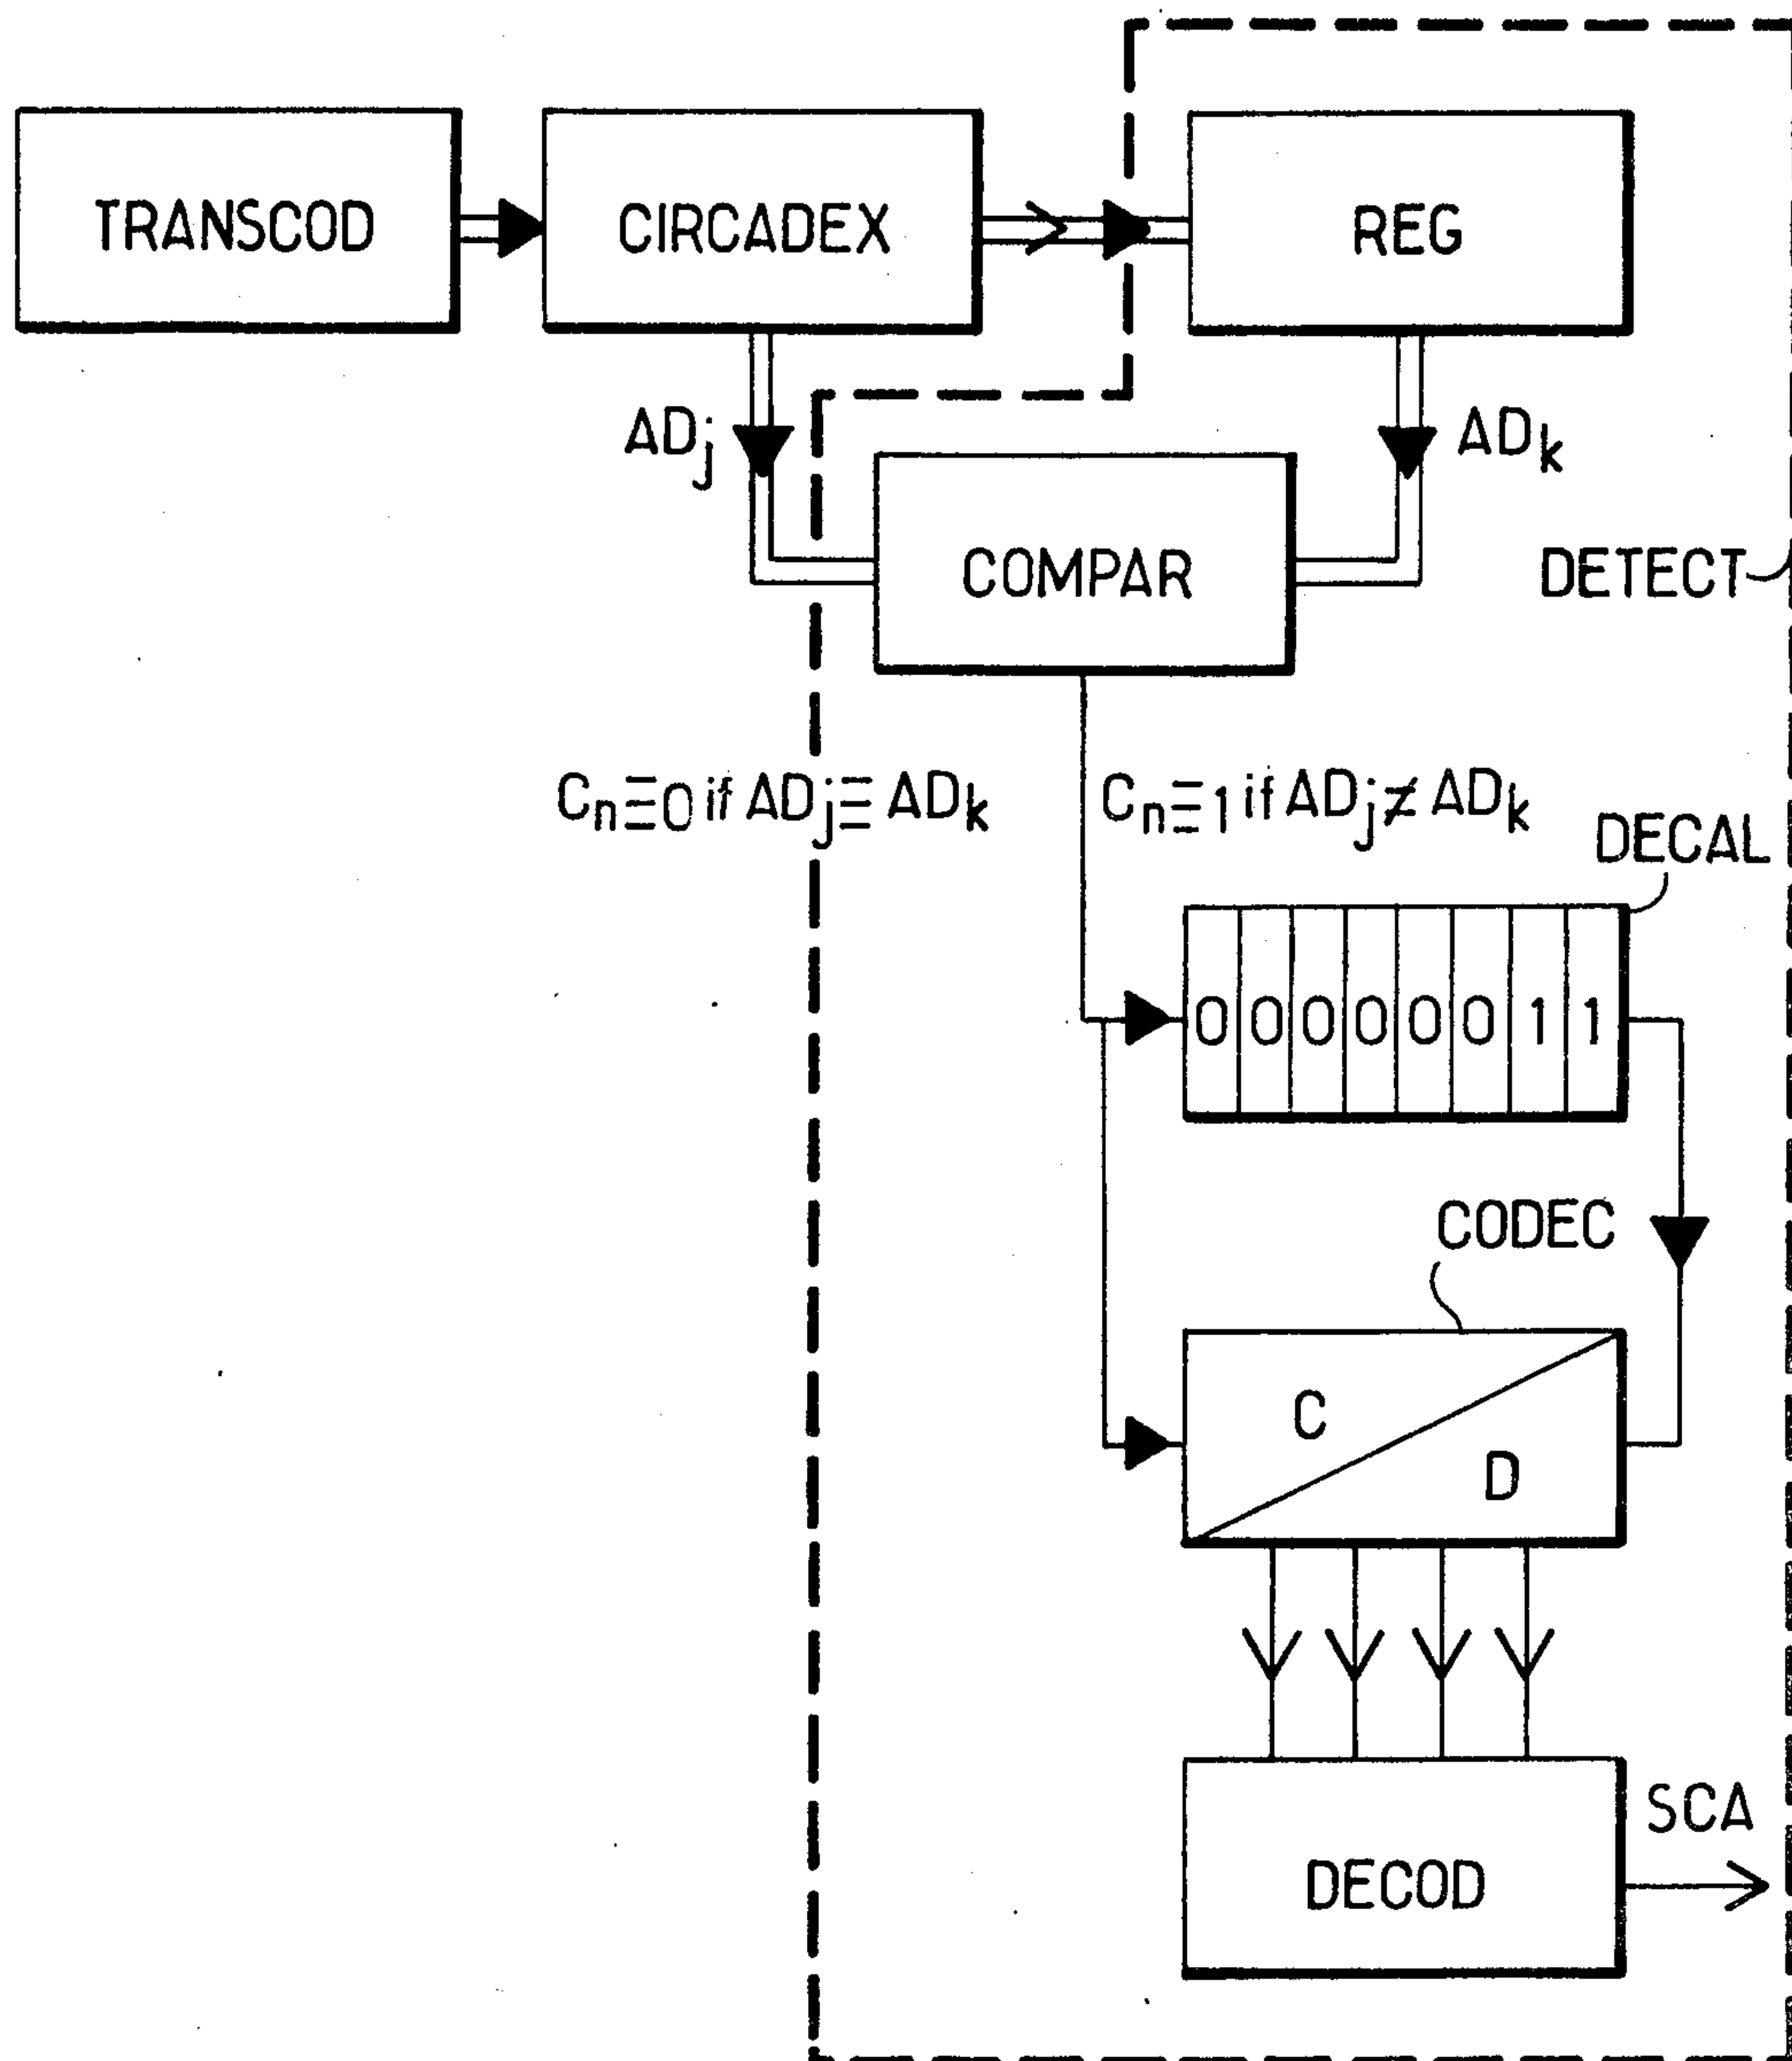 TRANSCOD
CIRCADEX
REG
ADj
ADk
COMPAR
DETECT
Cn≡0 if ADj≡ADk
Cn≡1 if ADj≢ADk
DECAL
0 0 0 0 0 0 1 1
CODEC
C
D
SCA
DECOD